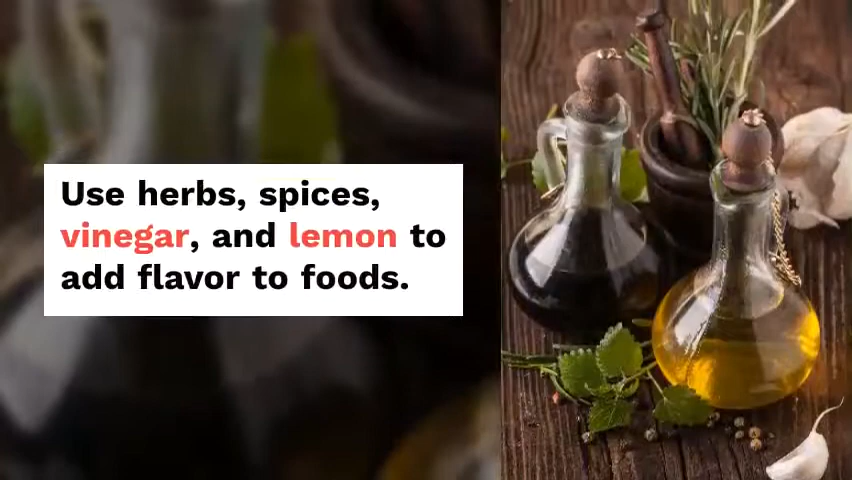 Use herbs, spices,
vinegar, and lemon to
add flavor to foods.